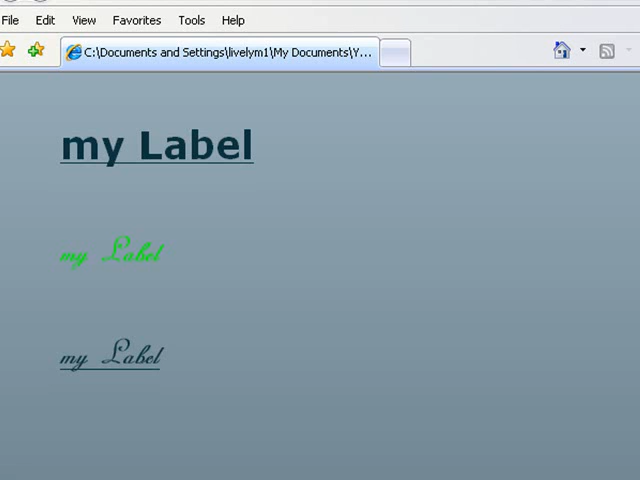 File Edit View Favorites Tools Help
C:\Documents and Settings\livelym1\My Documents\Y...
my Label
my Label
my Label